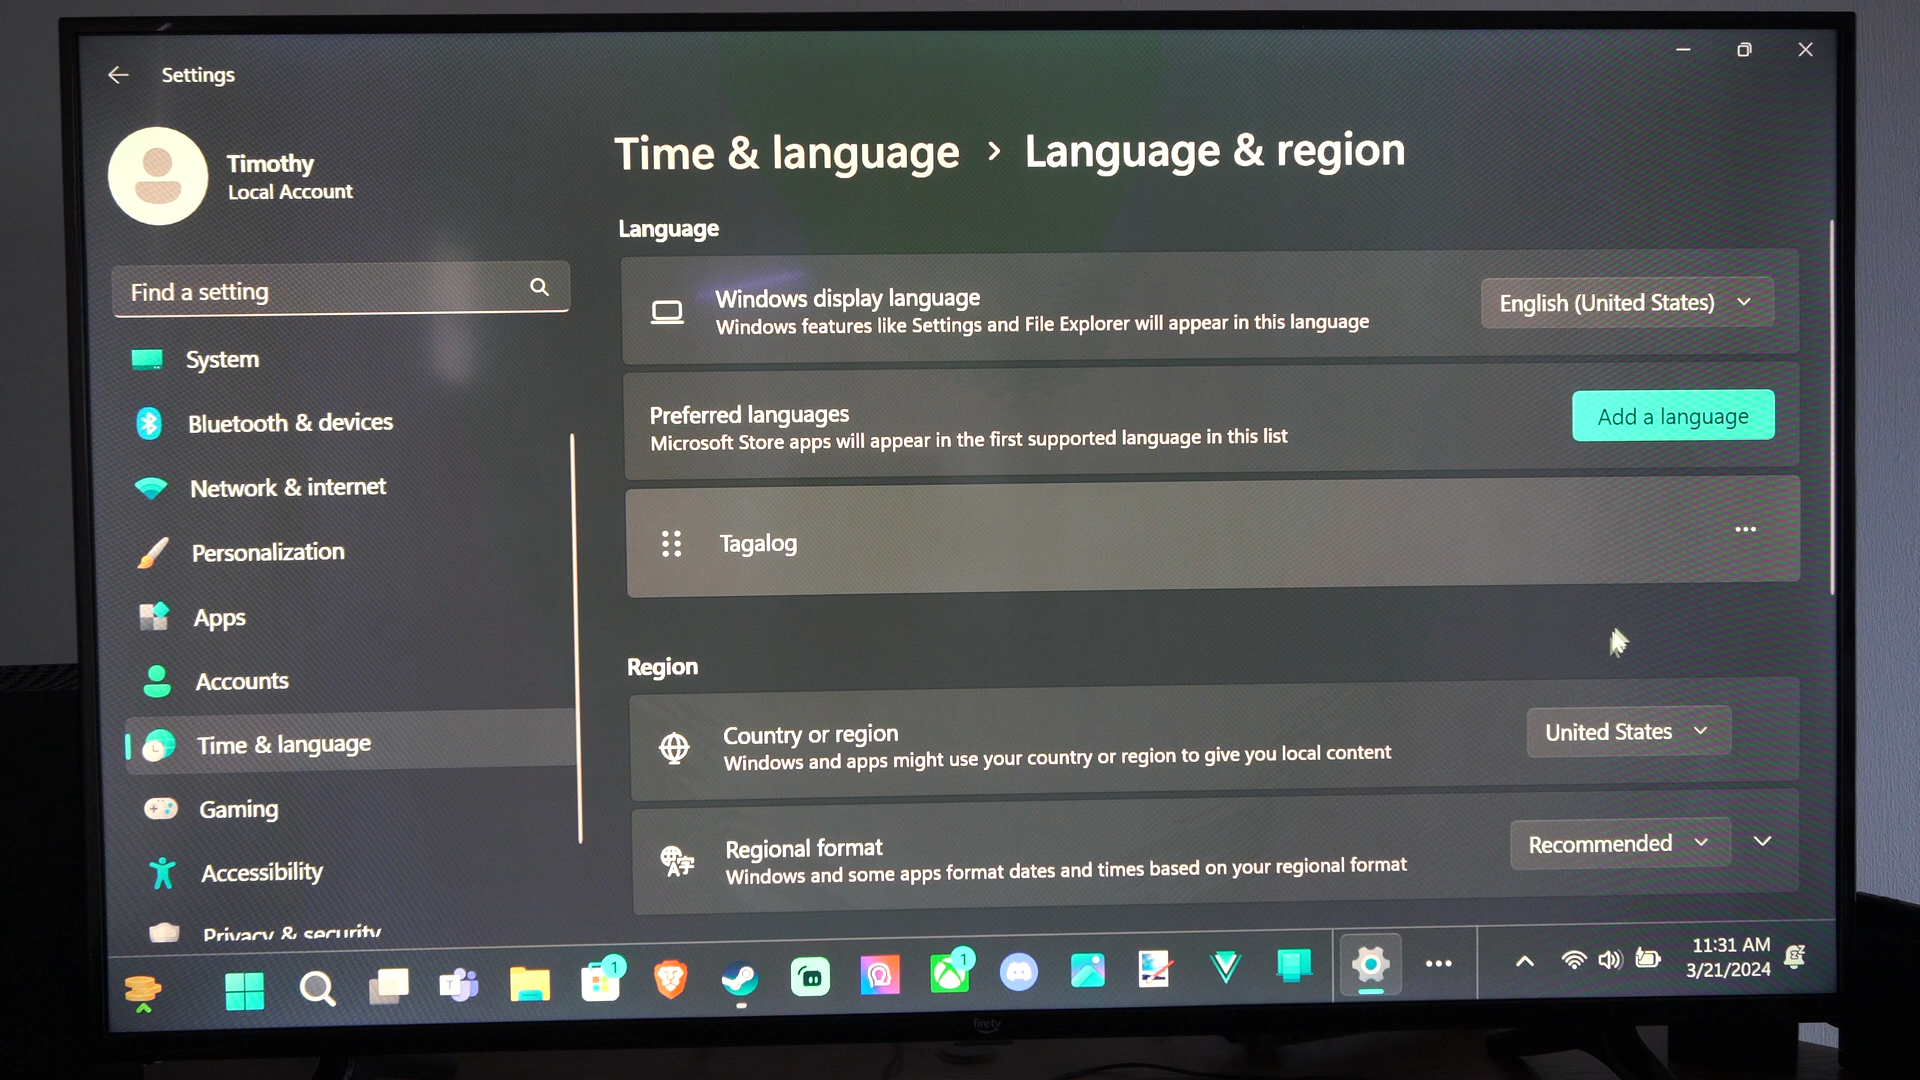 Settings
Timothy
Local Account
Find a setting
System
Bluetooth & devices
Network & internet
Personalization
Apps
Accounts
Time & language
Gaming
Accessibility
Privacy & security
Time & language > Language & region
Language
Windows display language
Windows features like Settings and File Explorer will appear in this language
English (United States)
Preferred languages
Microsoft Store apps will appear in the first supported language in this list
Add a language
Tagalog
Region
Country or region
Windows and apps might use your country or region to give you local content
United States
Regional format
Windows and some apps format dates and times based on your regional format
Recommended
1
1
11:31 AM
3/21/2024
firetv